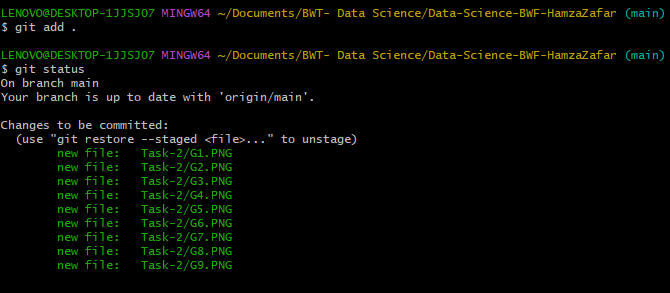 LENOVO@DESKTOP-1JJSJO7 MINGW64 ~/Documents/BWT- Data Science/Data-Science-BWF-HamzaZafar (main)
$ git add .
LENOVO@DESKTOP-1JJSJO7 MINGW64 ~/Documents/BWT- Data Science/Data-Science-BWF-HamzaZafar (main)
$ git status
On branch main
Your branch is up to date with 'origin/main'.
Changes to be committed:
  (use "git restore --staged <file>..." to unstage)
        new file:   Task-2/G1.PNG
        new file:   Task-2/G2.PNG
        new file:   Task-2/G3.PNG
        new file:   Task-2/G4.PNG
        new file:   Task-2/G5.PNG
        new file:   Task-2/G6.PNG
        new file:   Task-2/G7.PNG
        new file:   Task-2/G8.PNG
        new file:   Task-2/G9.PNG